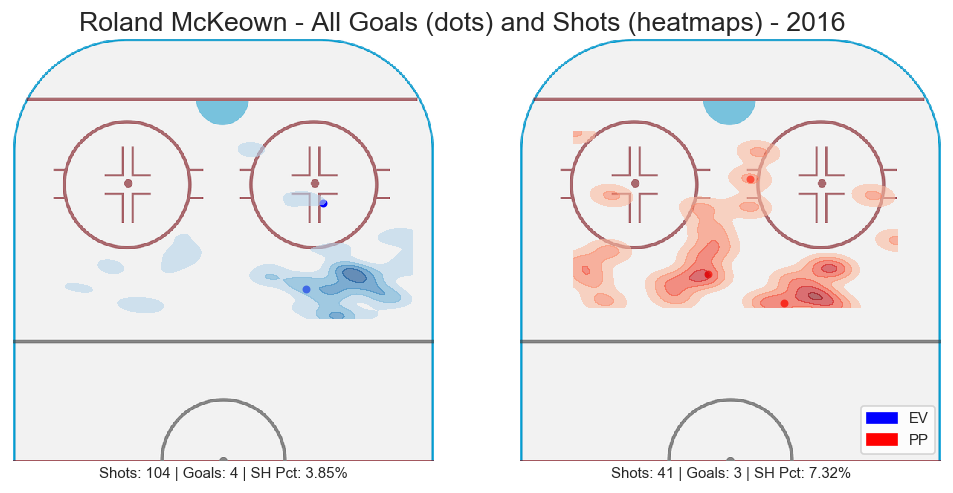 Roland McKeown - All Goals (dots) and Shots (heatmaps) - 2016
EV
PP
Shots: 104 | Goals: 4 | SH Pct: 3.85%
Shots: 41 | Goals: 3 | SH Pct: 7.32%